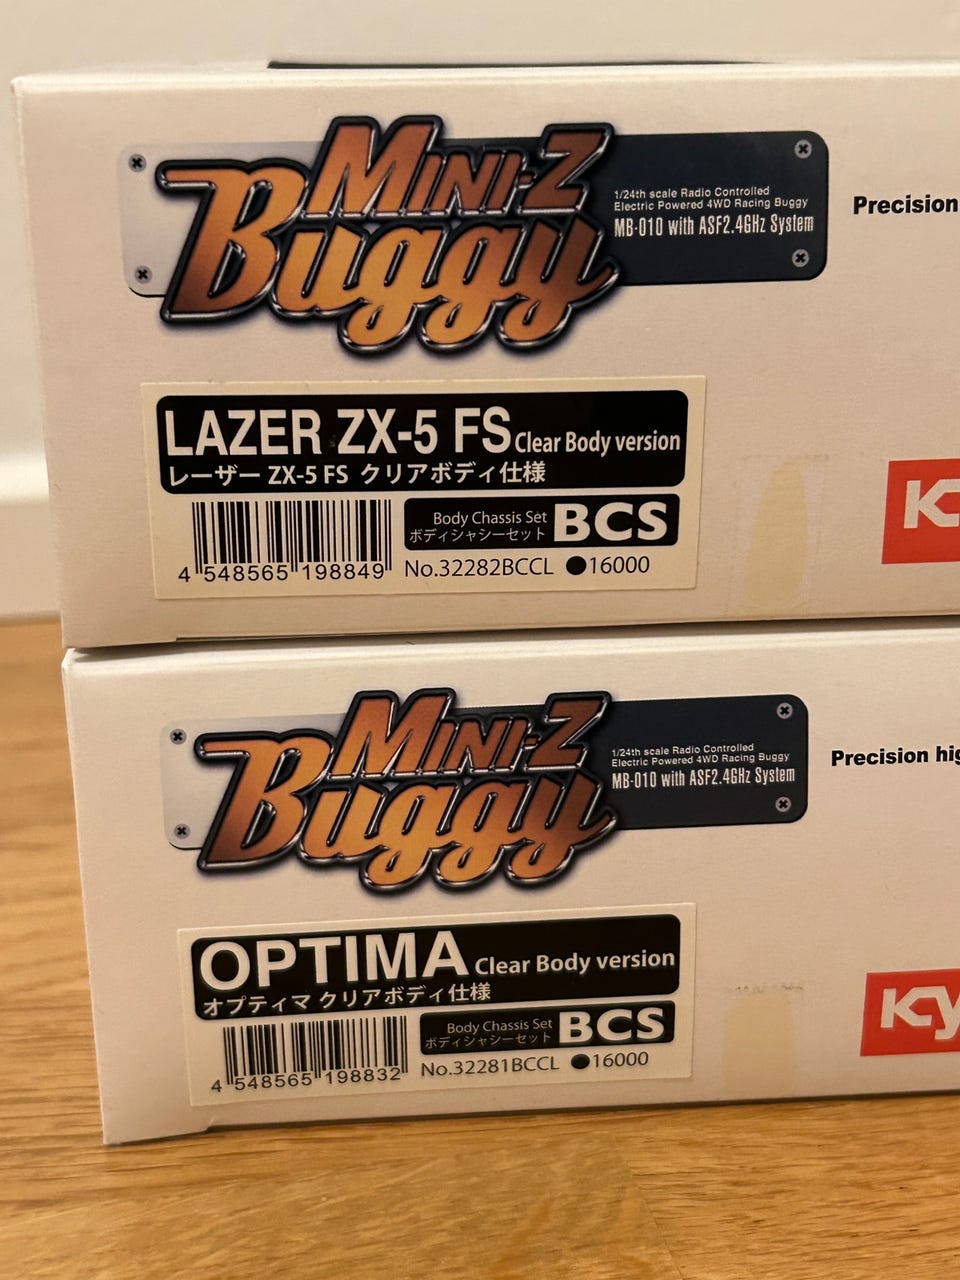 MINI-Z
Buggy
1/24th scale Radio Controlled
Electric Powered 4WD Racing Buggy
MB-010 with ASF2.4GHz System
Precision
LAZER ZX-5 FS Clear Body version
レーザー ZX-5 FS クリアボディ仕様
Body Chassis Set BCS
ボディシャシーセット
4 548565 198849
No.32282BCCL ●16000
MINI-Z
Buggy
1/24th scale Radio Controlled
Electric Powered 4WD Racing Buggy
MB-010 with ASF2.4GHz System
Precision hig
OPTIMA Clear Body version
オプティマ クリアボディ仕様
Body Chassis Set BCS
ボディシャシーセット
4 548565 198832
No.32281BCCL ●16000
KY